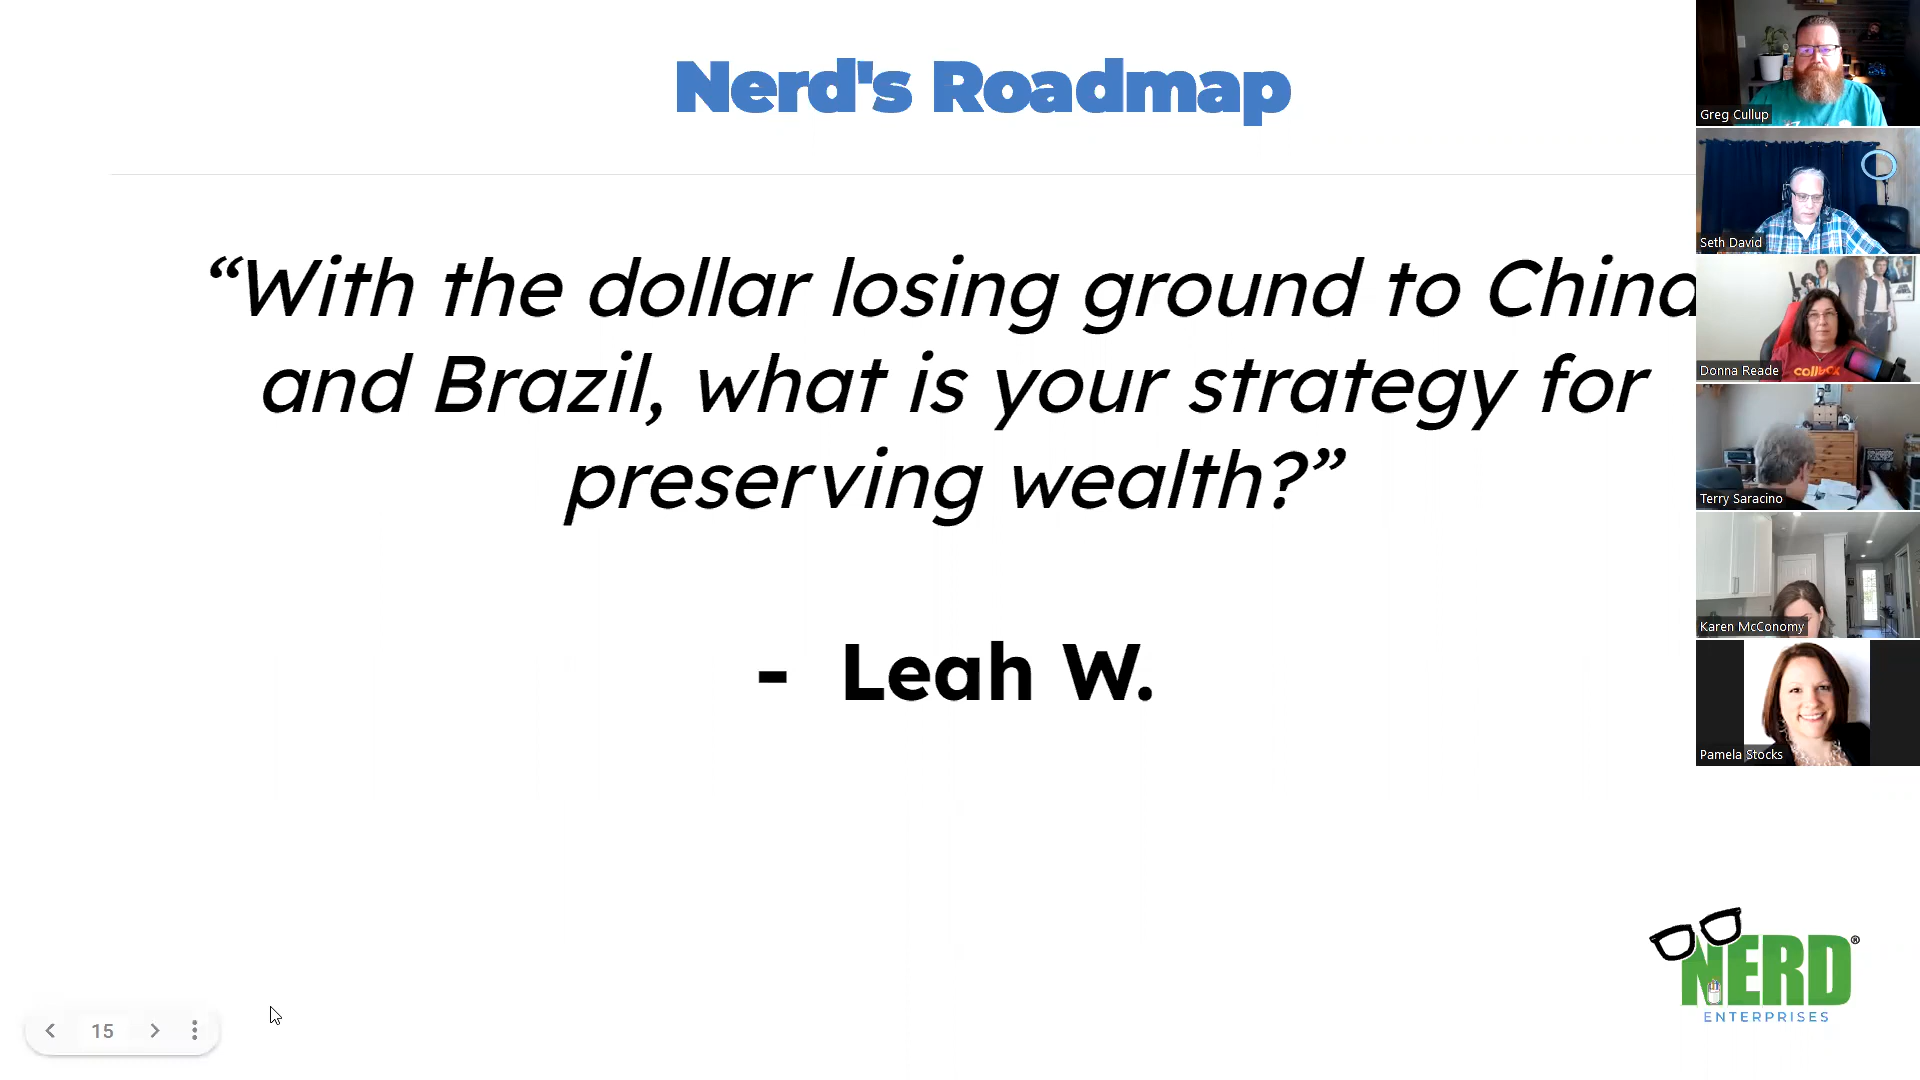 Nerd's Roadmap
“With the dollar losing ground to China
and Brazil, what is your strategy for
preserving wealth?”
- Leah W.
Greg Cullup
Seth David
Donna Reade
Terry Saracino
Karen McConomy
Pamela Stocks
NERD®
ENTERPRISES
15